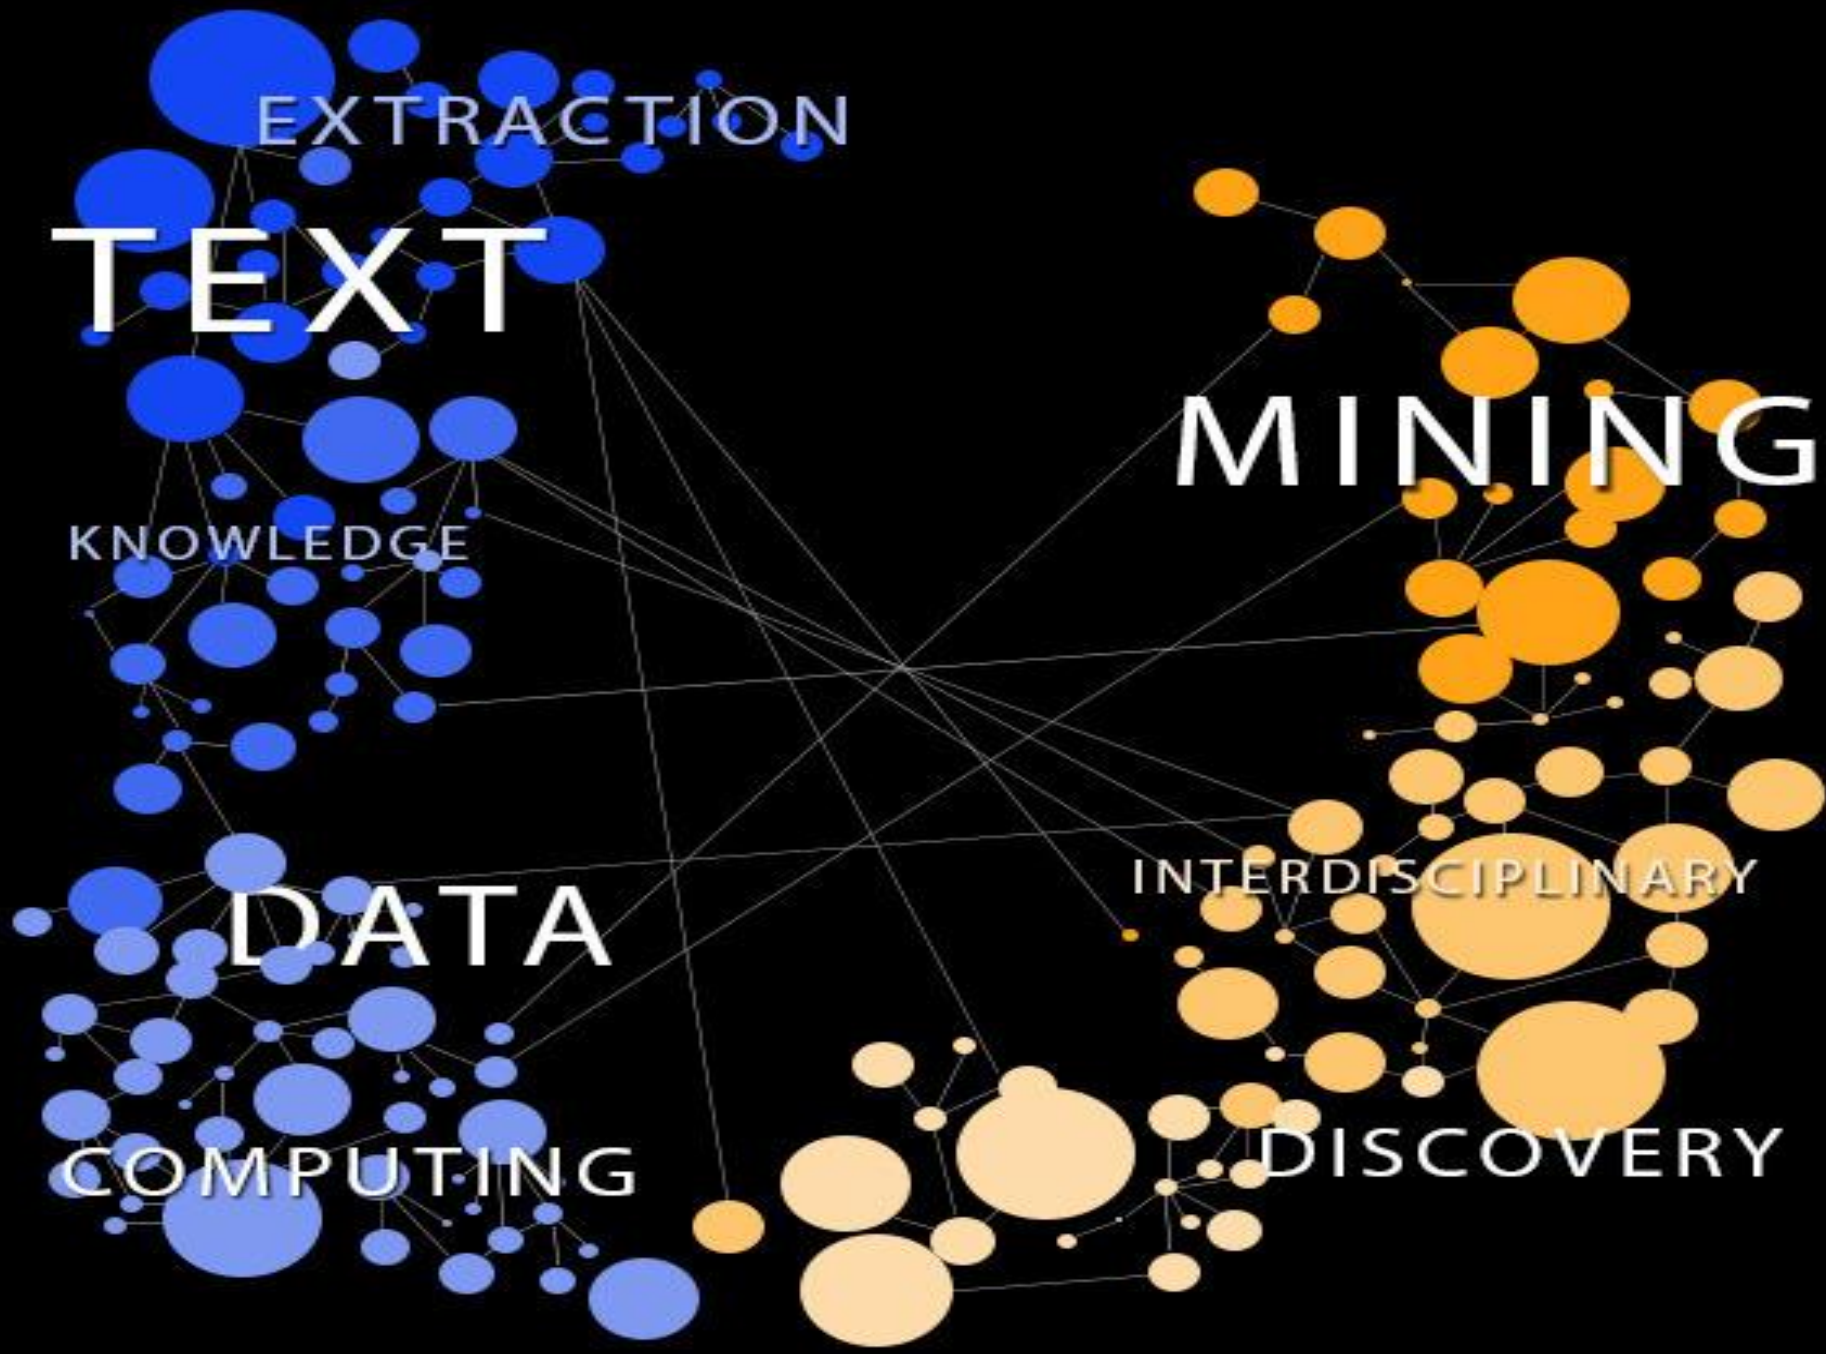 EXTRACTION
TEXT
MINING
KNOWLEDGE
INTERDISCIPLINARY
DATA
DISCOVERY
COMPUTING